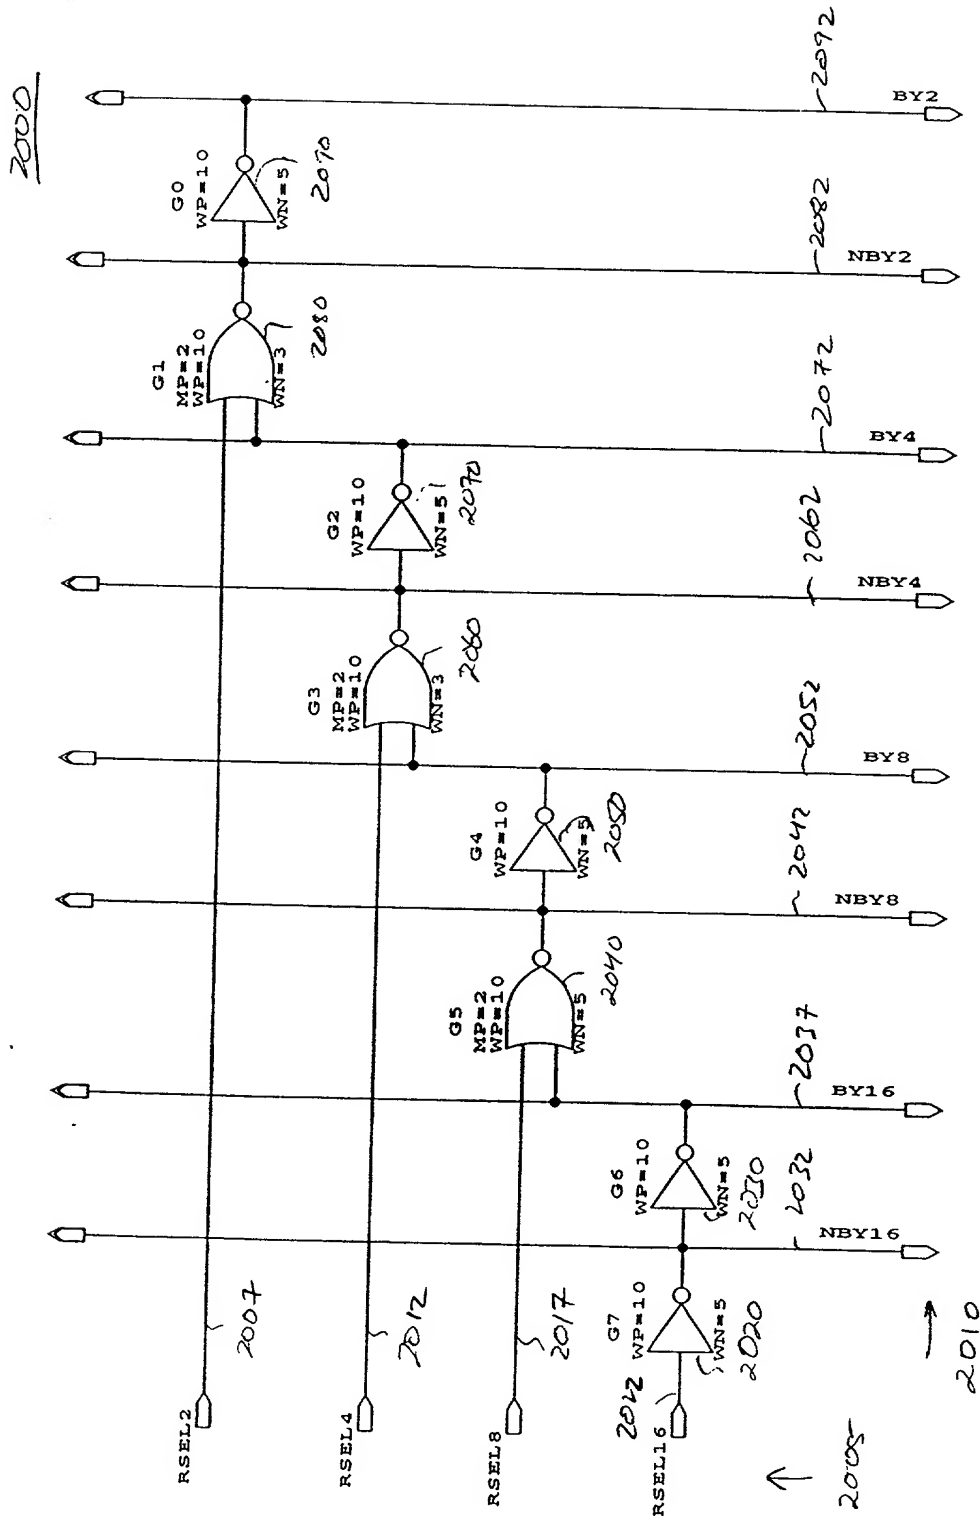 2000
G0
WP=10
WN=5
2090
2092
BY2
2082
NBY2
G1
MP=2
WP=10
WN=3
2080
2072
BY4
G2
WP=10
WN=5
2070
2062
NBY4
G3
MP=2
WP=10
WN=3
2060
2052
BY8
G4
WP=10
WN=5
2050
2042
NBY8
G5
MP=2
WP=10
WN=5
2040
2037
BY16
G6
WP=10
WN=5
2030
2032
NBY16
G7
WP=10
WN=5
2020
RSEL2
2007
RSEL4
2012
RSEL8
2017
RSEL16
2022
2005
2010